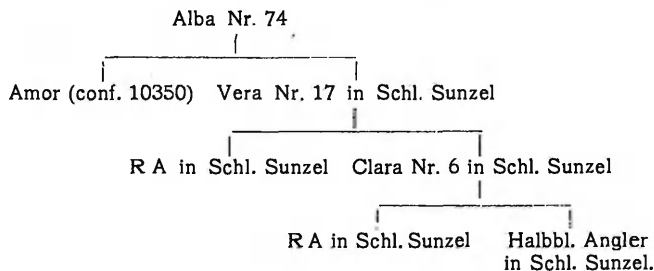 Alba Nr. 74
Amor (conf. 10350) Vera Nr. 17 in Schl. Sunzel
R A in Schl. Sunzel Clara Nr. 6 in Schl. Sunzel
R A in Schl. Sunzel Halbbl. Angler
in Schl. Sunzel.